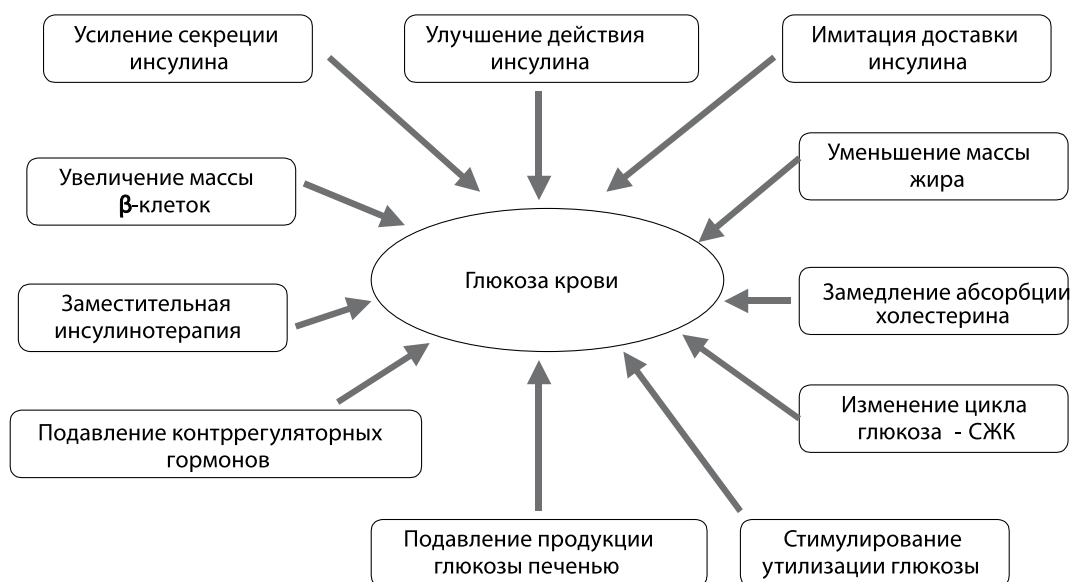 Усиление секреции
инсулина
Улучшение действия
инсулина
Имитация доставки
инсулина
Увеличение массы
β-клеток
Уменьшение массы
жира
Глюкоза крови
Заместительная
инсулинотерапия
Замедление абсорбции
холестерина
Подавление контррегуляторных
гормонов
Изменение цикла
глюкоза - СЖК
Подавление продукции
глюкозы печенью
Стимулирование
утилизации глюкозы